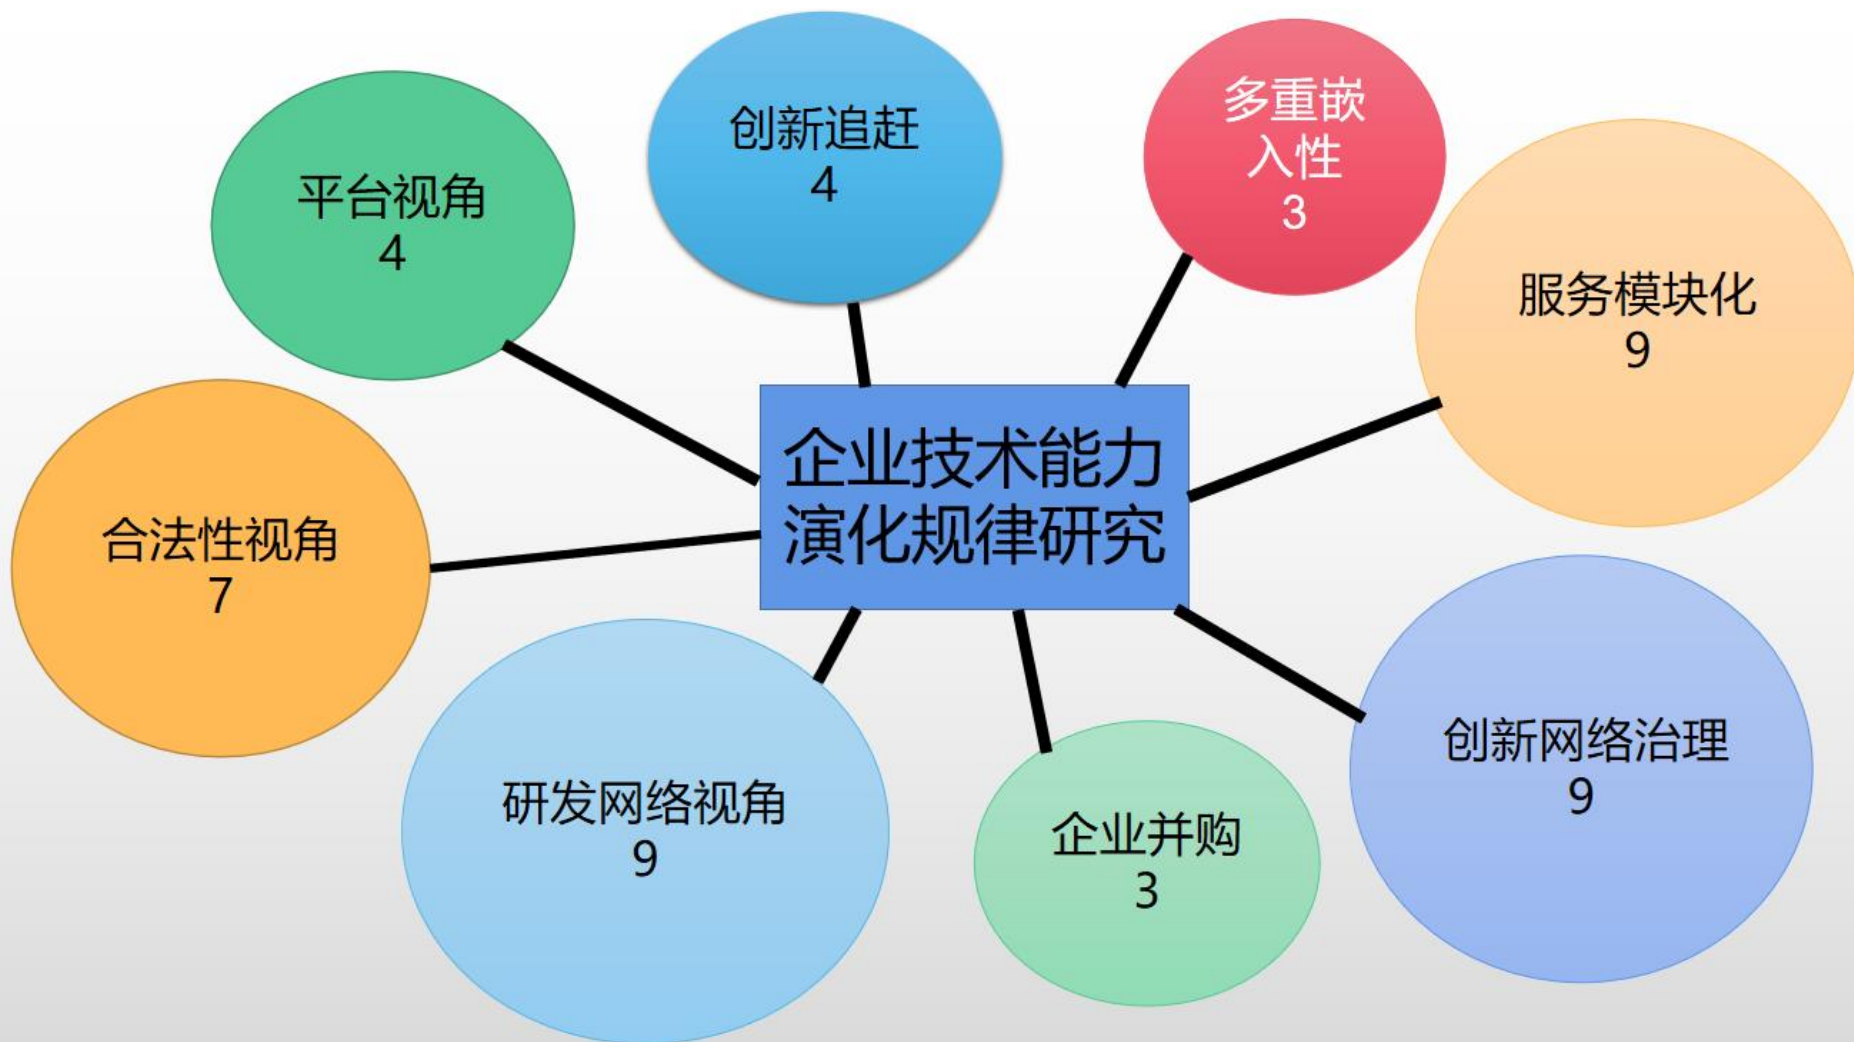 创新追赶
4
多重嵌
入性
3
平台视角
4
服务模块化
9
企业技术能力
演化规律研究
合法性视角
7
研发网络视角
9
企业并购
3
创新网络治理
9